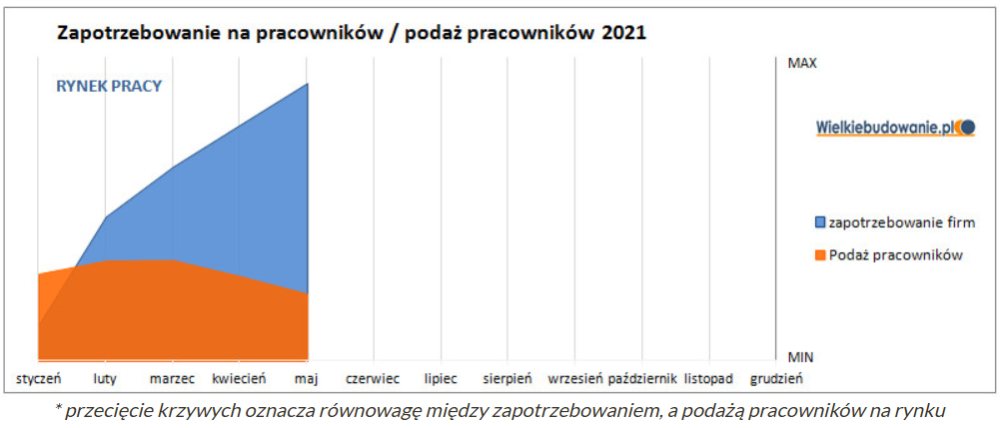 Zapotrzebowanie na pracowników / podaż pracowników 2021
RYNEK PRACY
MAX
Wielkiebudowanie.pl
zapotrzebowanie firm
Podaż pracowników
MIN
styczeń luty marzec kwiecień maj czerwiec lipiec sierpień wrzesień październik listopad grudzień
* przecięcie krzywych oznacza równowagę między zapotrzebowaniem, a podażą pracowników na rynku